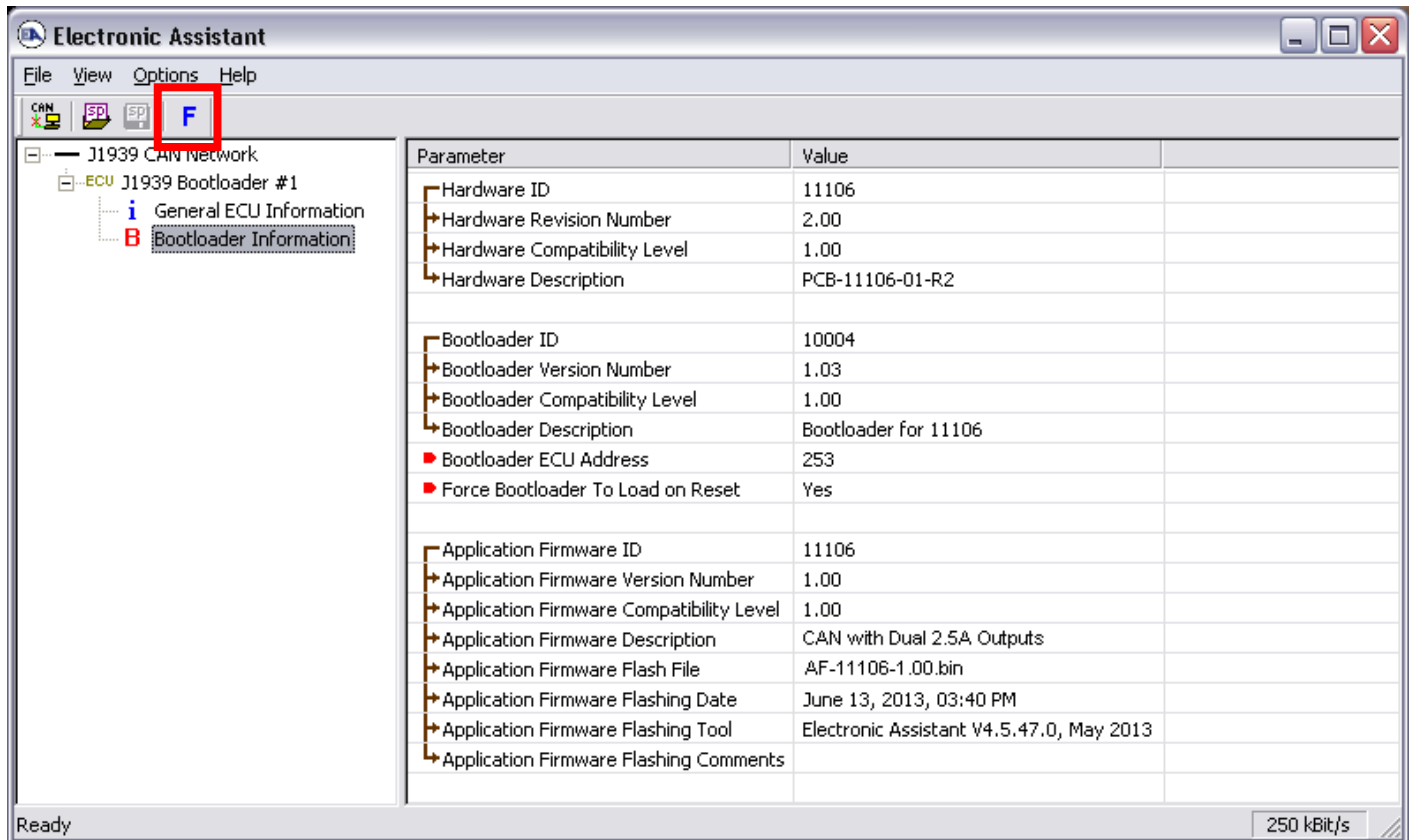 Electronic Assistant
File View Options Help
CAN SP SP F
J1939 CAN Network
ECU J1939 Bootloader #1
i General ECU Information
B Bootloader Information
Parameter Value
Hardware ID 11106
Hardware Revision Number 2.00
Hardware Compatibility Level 1.00
Hardware Description PCB-11106-01-R2
Bootloader ID 10004
Bootloader Version Number 1.03
Bootloader Compatibility Level 1.00
Bootloader Description Bootloader for 11106
Bootloader ECU Address 253
Force Bootloader To Load on Reset Yes
Application Firmware ID 11106
Application Firmware Version Number 1.00
Application Firmware Compatibility Level 1.00
Application Firmware Description CAN with Dual 2.5A Outputs
Application Firmware Flash File AF-11106-1.00.bin
Application Firmware Flashing Date June 13, 2013, 03:40 PM
Application Firmware Flashing Tool Electronic Assistant V4.5.47.0, May 2013
Application Firmware Flashing Comments
Ready 250 kBit/s